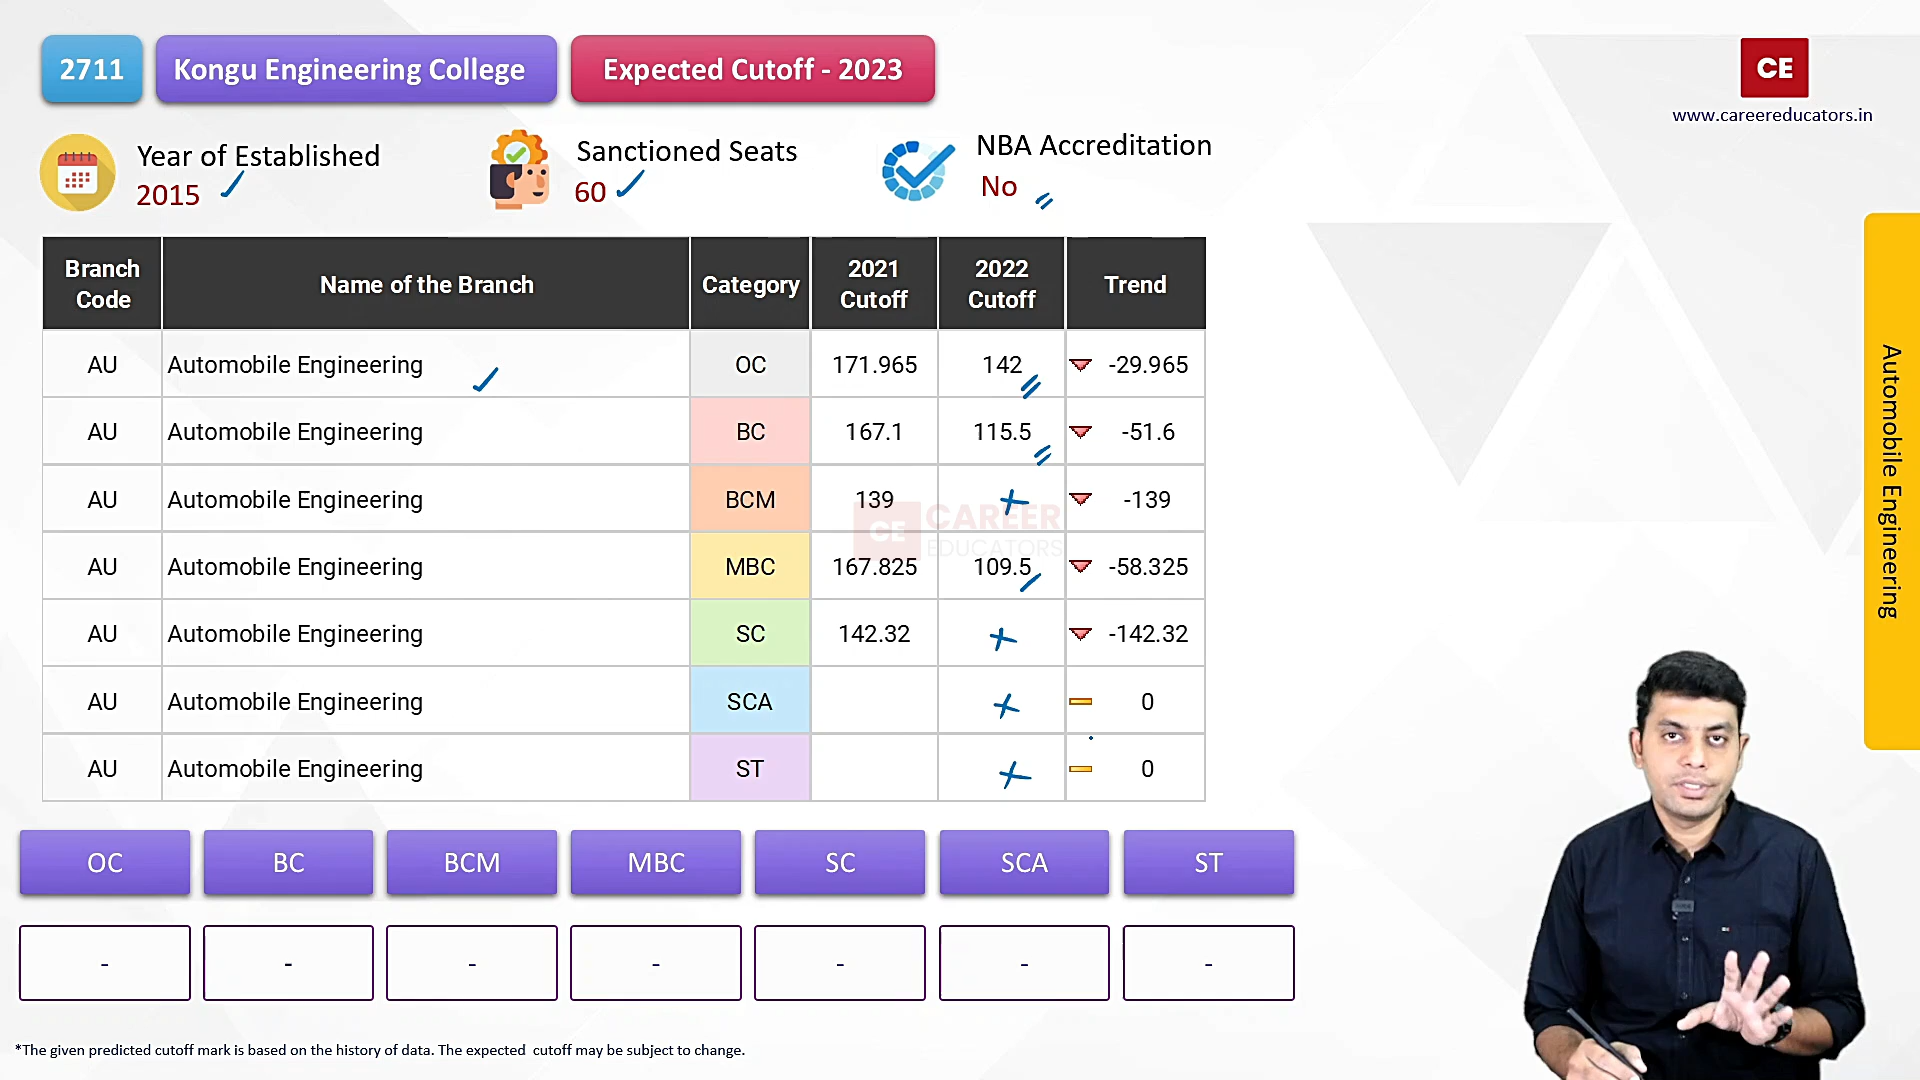 2711
Kongu Engineering College
Expected Cutoff - 2023
CE
www.careereducators.in
Year of Established
2015
Sanctioned Seats
60
NBA Accreditation
No
Branch Code Name of the Branch Category 2021 Cutoff 2022 Cutoff Trend
AU Automobile Engineering OC 171.965 142 -29.965
AU Automobile Engineering BC 167.1 115.5 -51.6
AU Automobile Engineering BCM 139 -139
AU Automobile Engineering MBC 167.825 109.5 -58.325
AU Automobile Engineering SC 142.32 -142.32
AU Automobile Engineering SCA 0
AU Automobile Engineering ST 0
CE CAREER
EDUCATORS
Automobile Engineering
OC BC BCM MBC SC SCA ST
- - - - - - -
*The given predicted cutoff mark is based on the history of data. The expected cutoff may be subject to change.